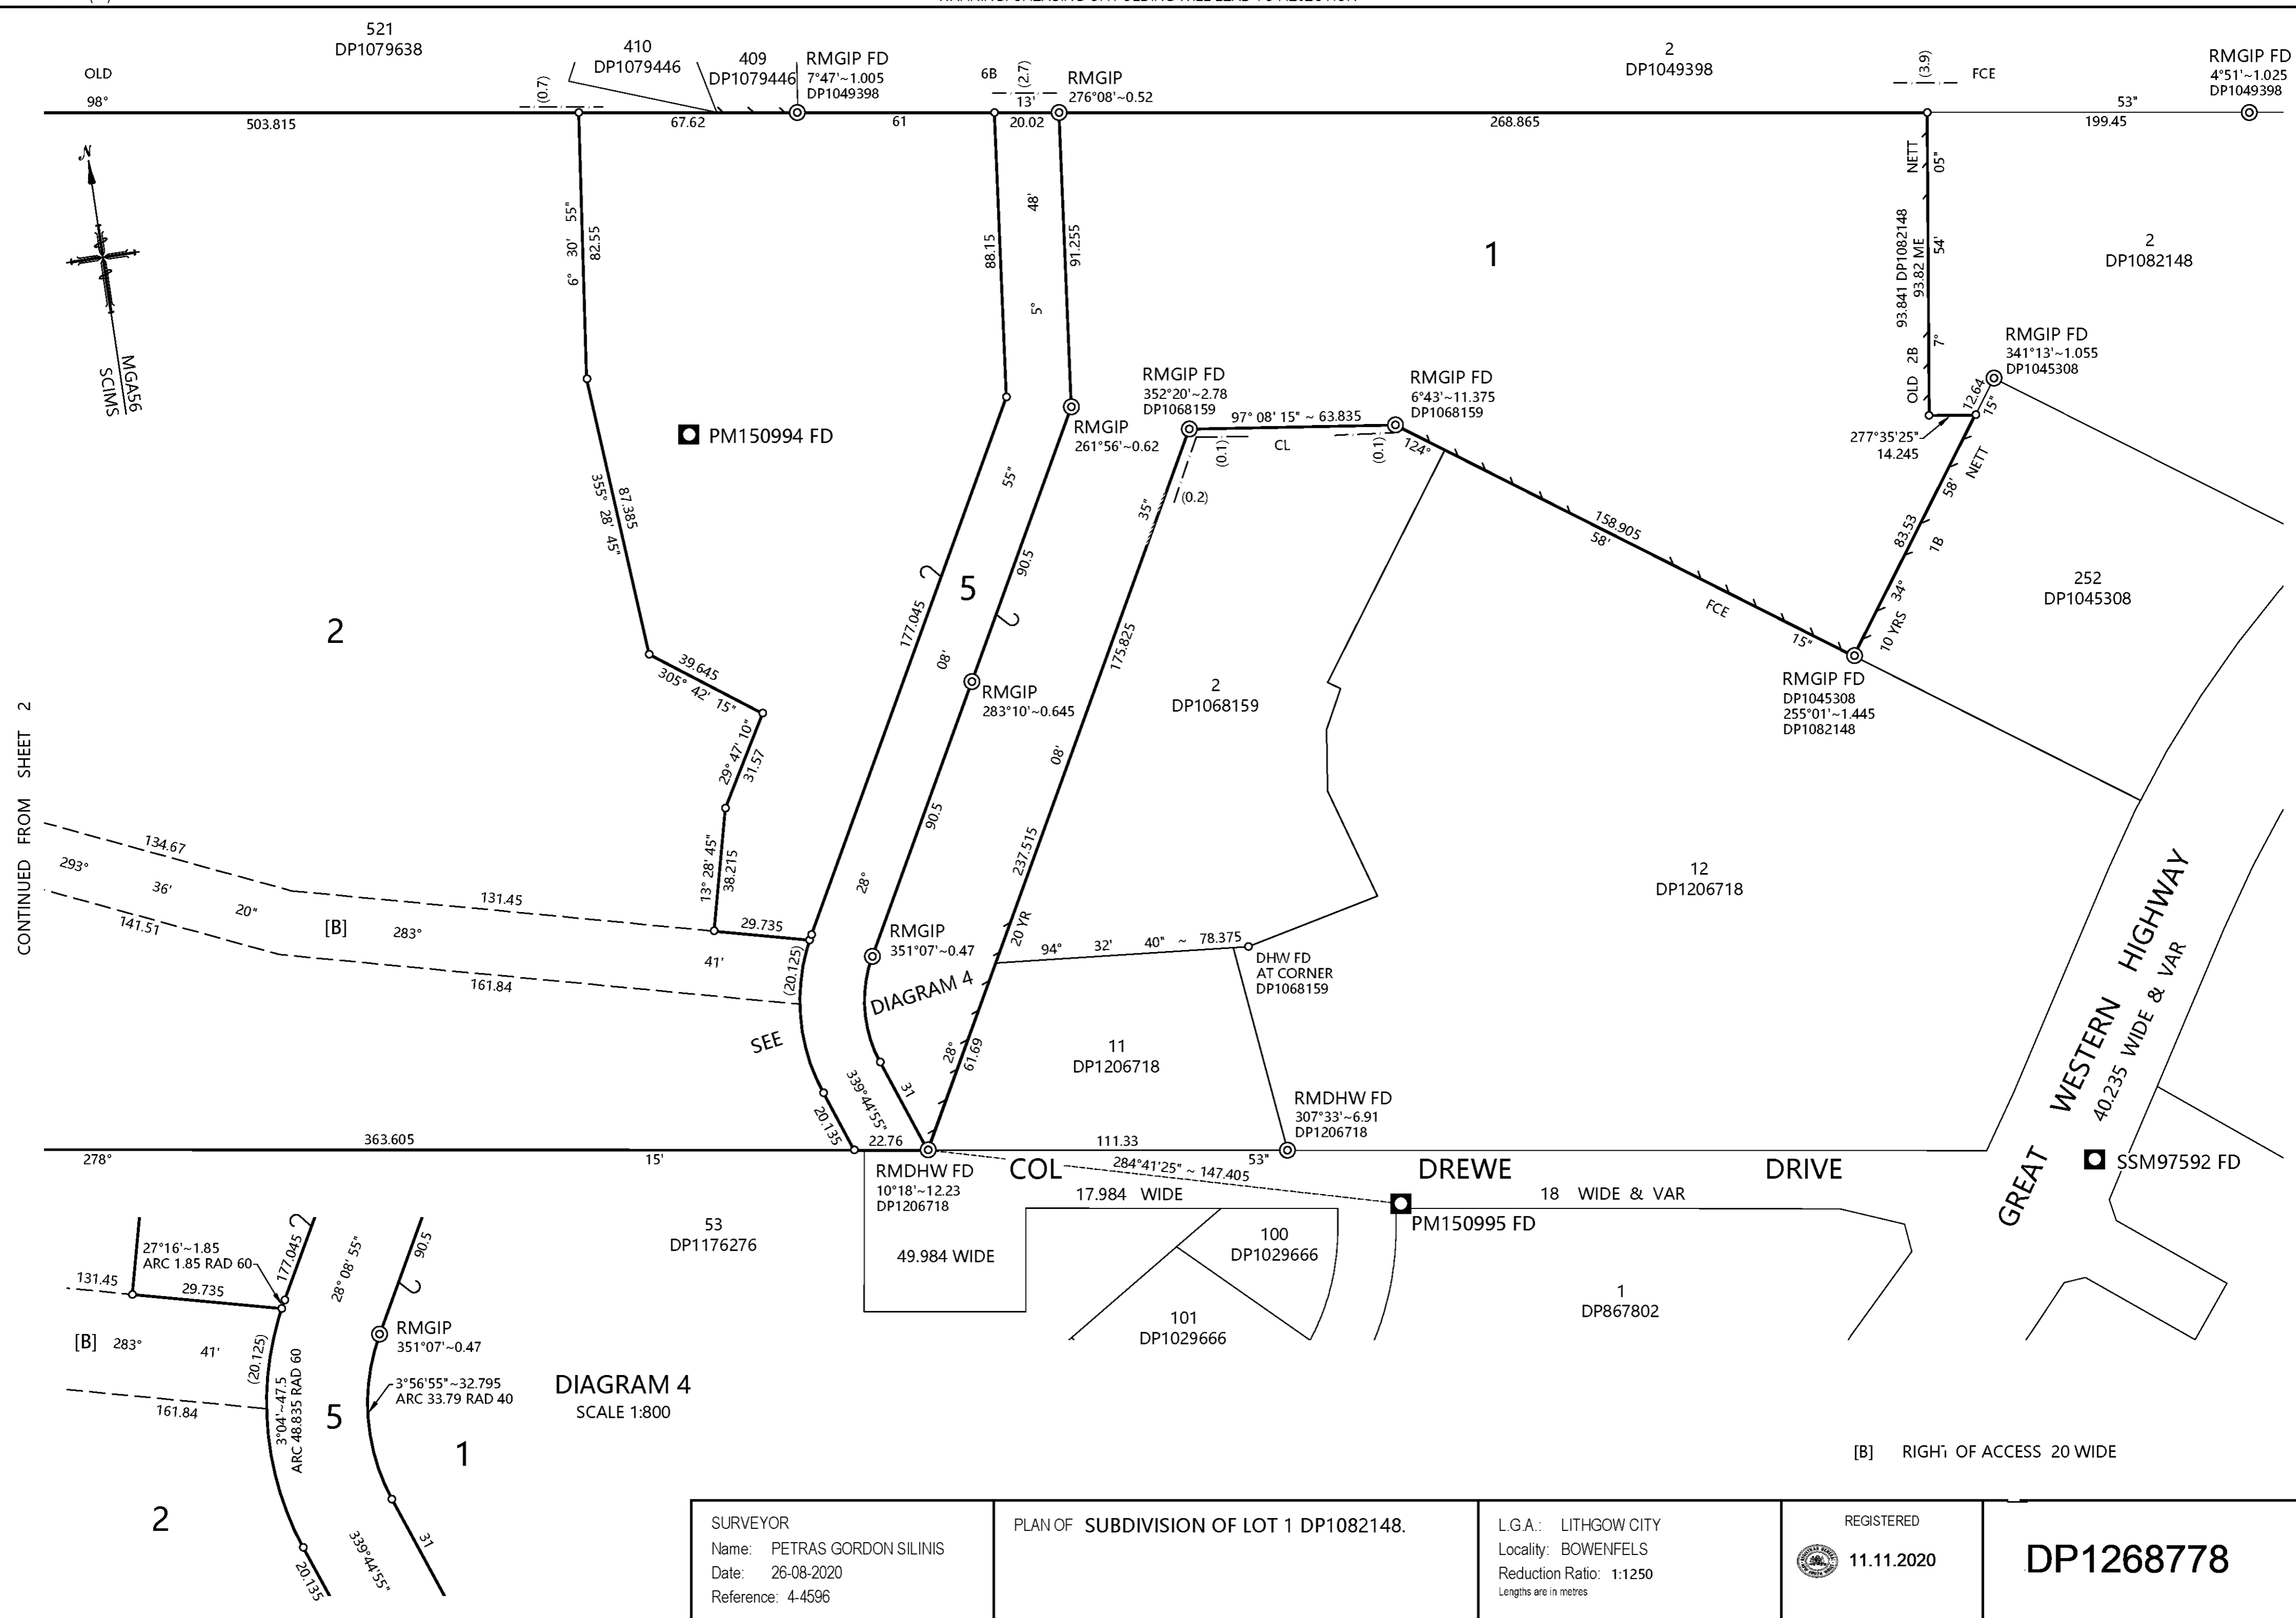 521
DP1079638
410
DP1079446
409
DP1079446
RMGIP FD
7°47'~1.005
DP1049398
6B
(2.7)
13'
RMGIP
276°08'~0.52
2
DP1049398
(3.9)
FCE
RMGIP FD
4°51'~1.025
DP1049398
OLD
98°
(0.7)
53"
503.815
67.62
61
20.02
268.865
199.45
N
MGA56
SCIMS
6° 30' 55"
82.55
88.15
48'
5°
91.255
1
NETT
05"
93.841 DP1082148
93.82 ME
54'
OLD 2B
7°
2
DP1082148
RMGIP FD
341°13'~1.055
DP1045308
12.64
15"
277°35'25"
14.245
PM150994 FD
RMGIP
261°56'~0.62
RMGIP FD
352°20'~2.78
DP1068159
97° 08' 15" ~ 63.835
CL
(0.1)
(0.1)
(0.2)
RMGIP FD
6°43'~11.375
DP1068159
124°
158.905
58'
FCE
15"
NETT
58'
83.53
1B
34°
10 YRS
252
DP1045308
87.385
355° 28' 45"
55"
35"
90.5
2
5
177.045
08'
175.825
39.645
305° 42' 15"
RMGIP
283°10'~0.645
2
DP1068159
RMGIP FD
DP1045308
255°01'~1.445
DP1082148
CONTINUED FROM SHEET 2
29° 47' 10"
31.57
08'
13° 28' 45"
38.215
90.5
237.515
28°
20 YR
134.67
293°
36'
20"
141.51
[B]
131.45
283°
29.735
41'
161.84
(20.125)
RMGIP
351°07'~0.47
SEE DIAGRAM 4
94° 32' 40" ~ 78.375
DHW FD
AT CORNER
DP1068159
12
DP1206718
GREAT WESTERN HIGHWAY
40.235 WIDE & VAR
28°
61.69
11
DP1206718
339°44'55"
31
20.135
RMDHW FD
307°33'~6.91
DP1206718
363.605
278°
15'
22.76
111.33
53"
RMDHW FD
10°18'~12.23
DP1206718
COL DREWE DRIVE
284°41'25" ~ 147.405
17.984 WIDE
18 WIDE & VAR
PM150995 FD
SSM97592 FD
53
DP1176276
49.984 WIDE
100
DP1029666
101
DP1029666
1
DP867802
27°16'~1.85
ARC 1.85 RAD 60
131.45
29.735
177.045
28° 08' 55"
90.5
[B]
283°
41'
(20.125)
RMGIP
351°07'~0.47
3°56'55"~32.795
ARC 33.79 RAD 40
161.84
3°04'~47.5
ARC 48.835 RAD 60
5
1
2
339°44'55"
31
20.135
DIAGRAM 4
SCALE 1:800
[B] RIGHT OF ACCESS 20 WIDE
SURVEYOR
Name: PETRAS GORDON SILINIS
Date: 26-08-2020
Reference: 4-4596
PLAN OF SUBDIVISION OF LOT 1 DP1082148.
L.G.A.: LITHGOW CITY
Locality: BOWENFELS
Reduction Ratio: 1:1250
Lengths are in metres
REGISTERED
11.11.2020
DP1268778